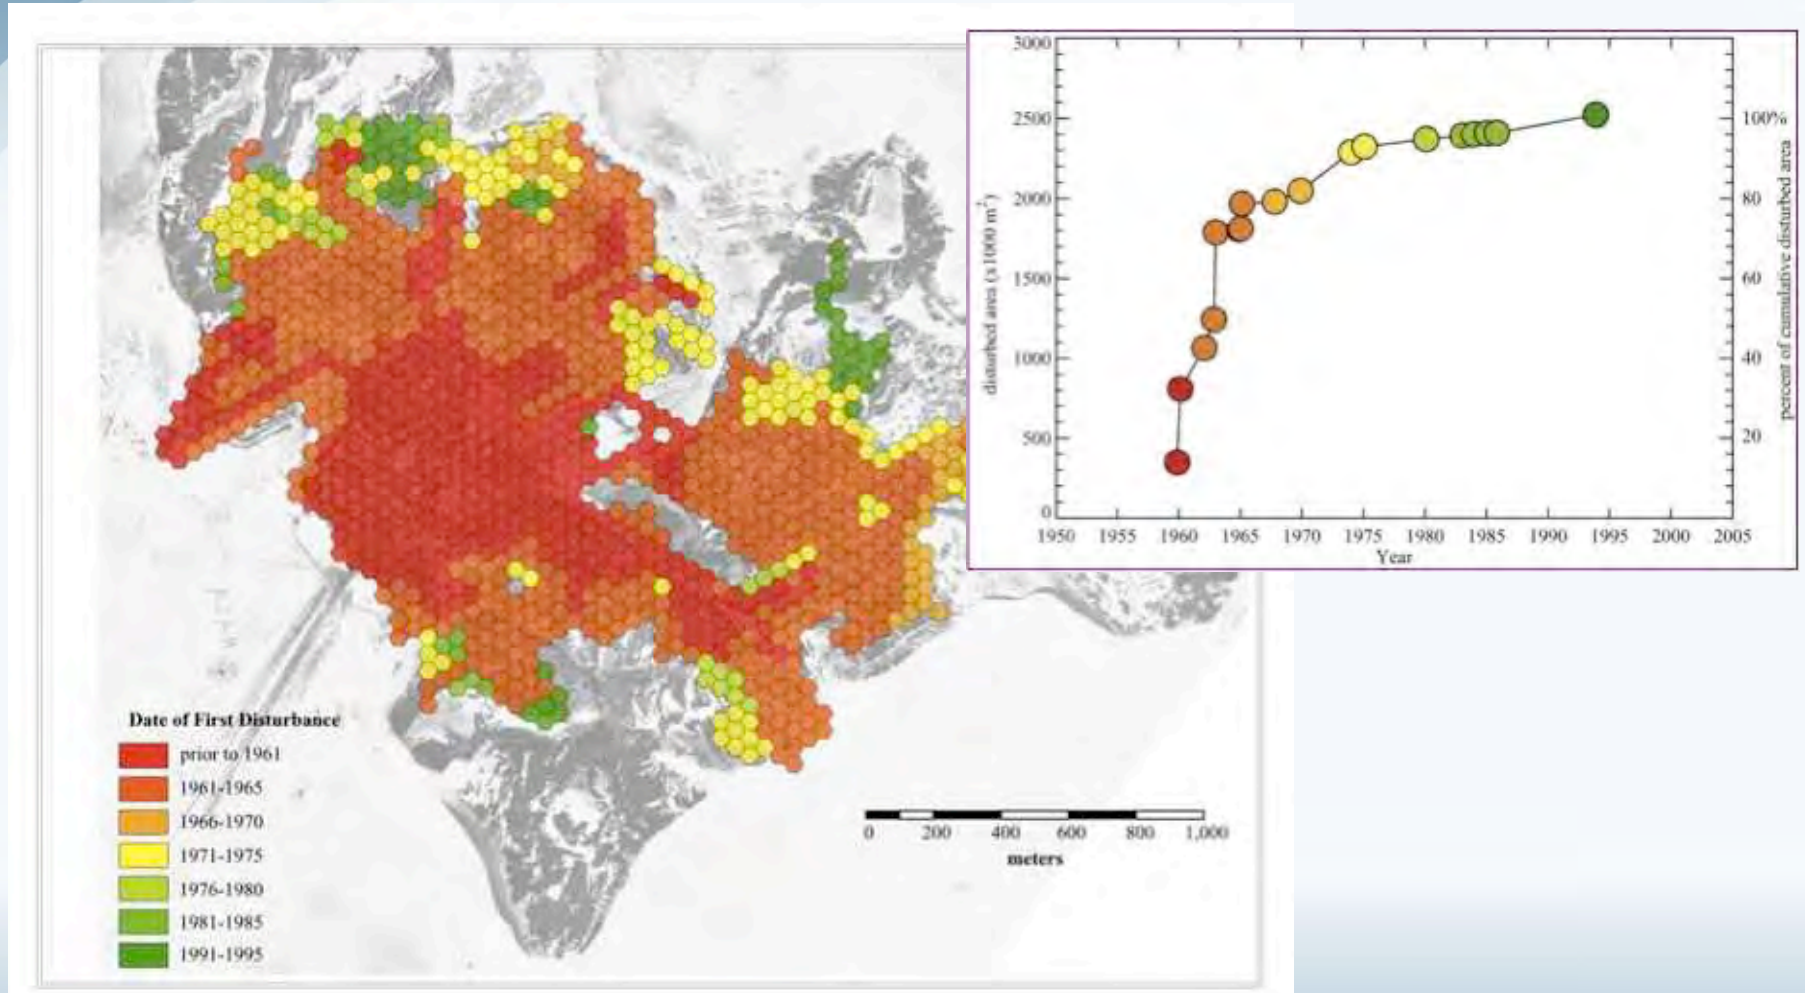 Date of First Disturbance
prior to 1961
1961-1965
1966-1970
1971-1975
1976-1980
1981-1985
1991-1995
0 200 400 600 800 1,000
meters
3000
2500
2000
1500
1000
500
0
disturbed area (x1000 m²)
100%
80
60
40
20
percent of cumulative disturbed area
1950 1955 1960 1965 1970 1975 1980 1985 1990 1995 2000 2005
Year